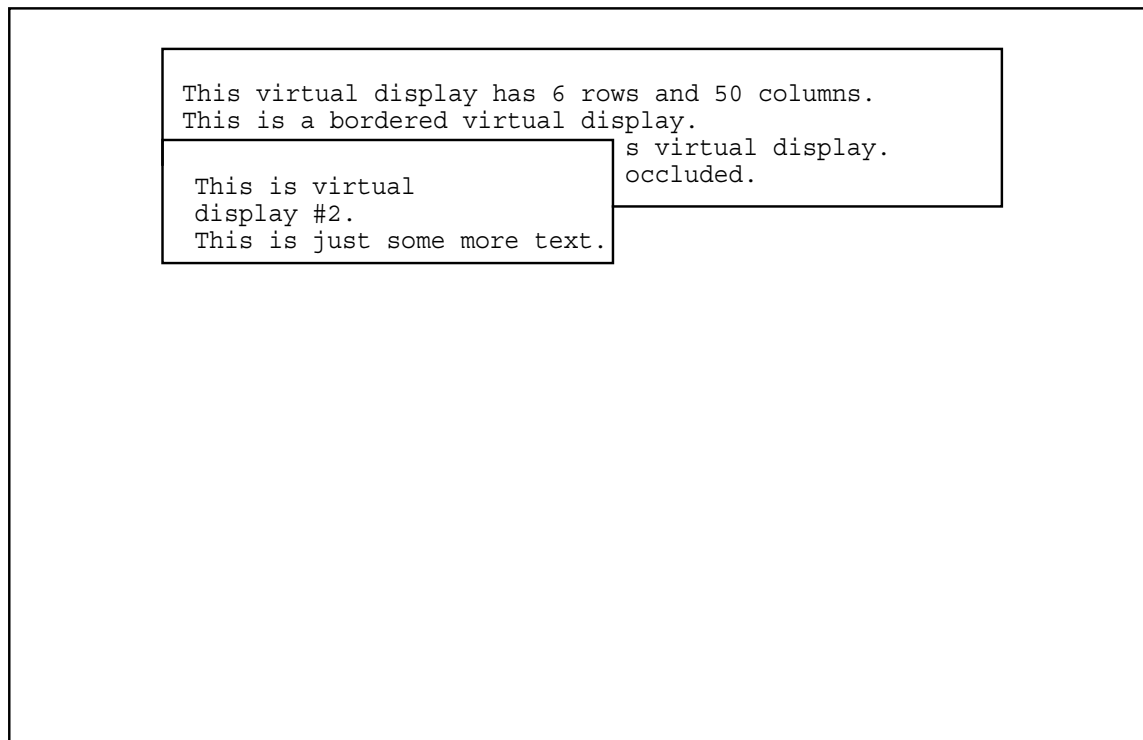 This virtual display has 6 rows and 50 columns.
This is a bordered virtual display.
s virtual display.
occluded.
This is virtual
display #2.
This is just some more text.